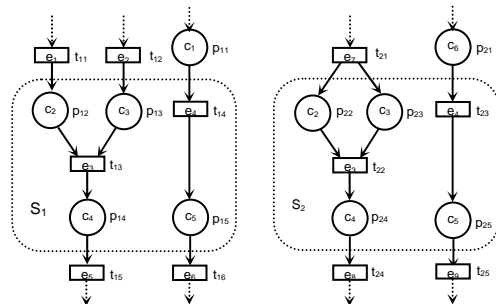 c1 p11 c6 p21
e1 t11 e2 t12 e7 t21
c2 p12 c3 p13 e4 t14 c2 p22 c3 p23 e4 t23
e3 t13 e3 t22
S1 c4 p14 c5 p15 S2 c4 p24 c5 p25
e5 t15 e6 t16 e8 t24 e9 t25